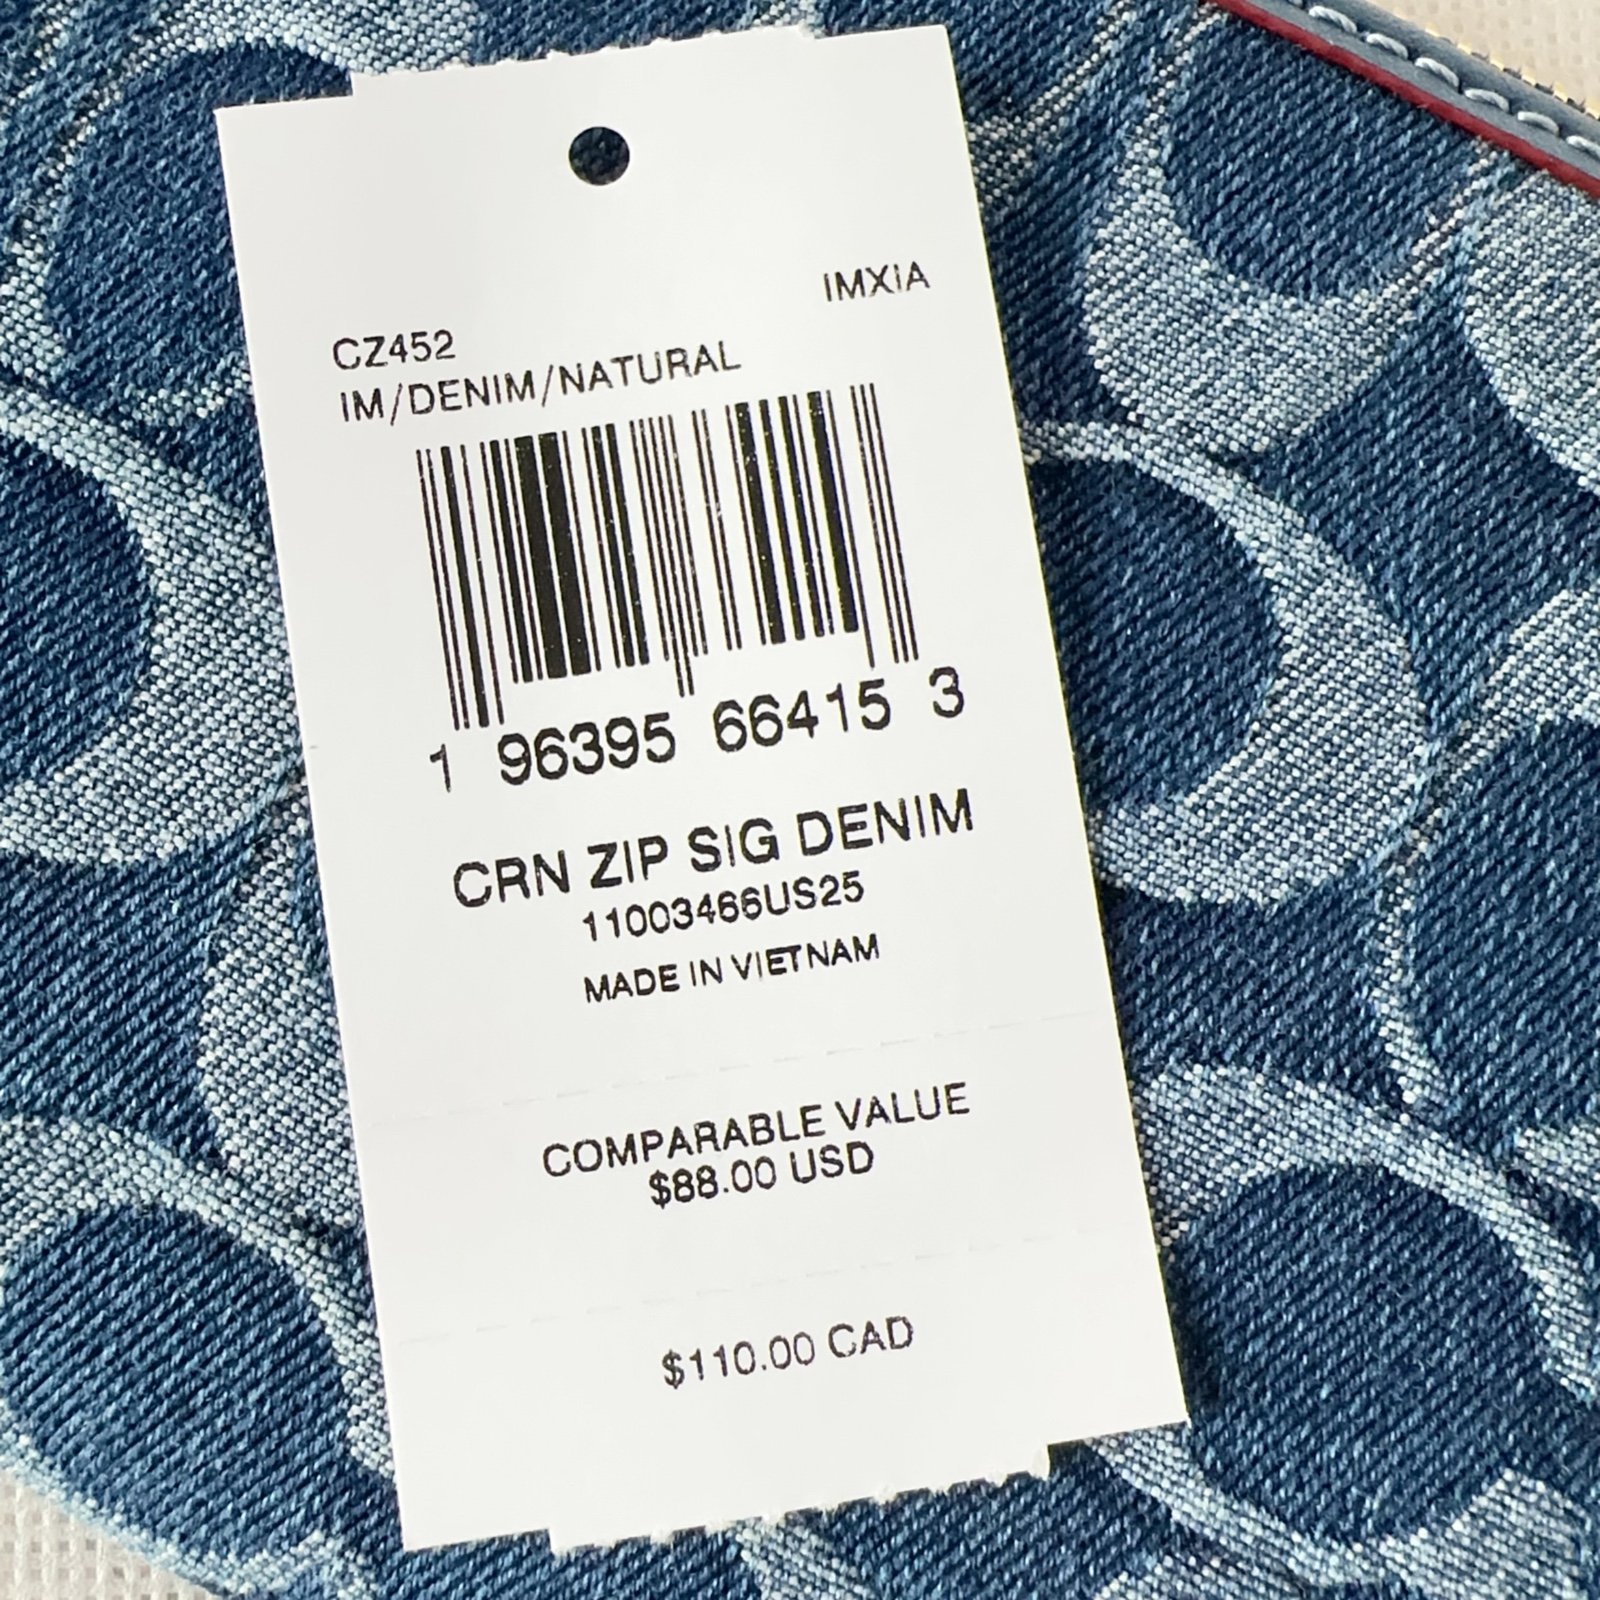 IMXIA
CZ452
IM/DENIM/NATURAL
1 96395 66415 3
CRN ZIP SIG DENIM
11003466US25
MADE IN VIETNAM
COMPARABLE VALUE
$88.00 USD
$110.00 CAD